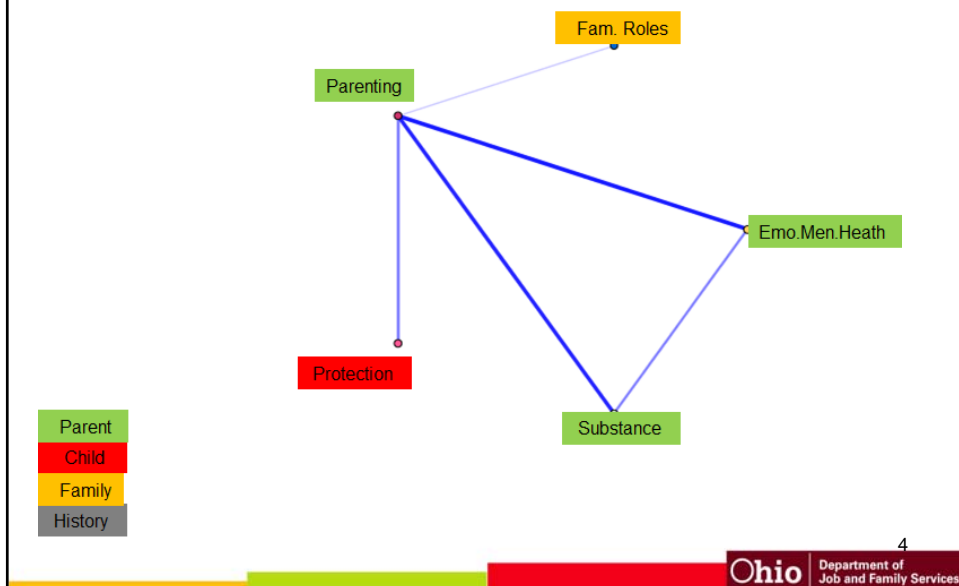 Fam. Roles
Parenting
Emo.Men.Heath
Protection
Substance
Parent
Child
Family
History
4
Ohio
Department of
Job and Family Services